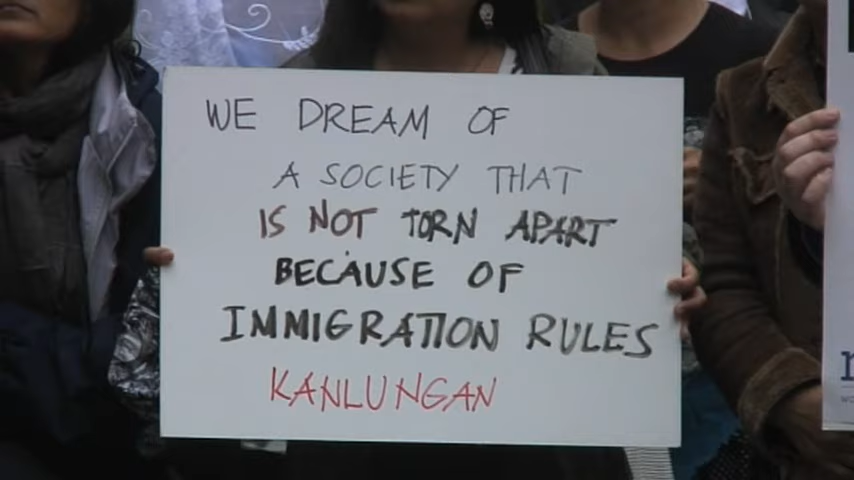 WE DREAM OF
A SOCIETY THAT
IS NOT TORN APART
BECAUSE OF
IMMIGRATION RULES
KANLUNGAN